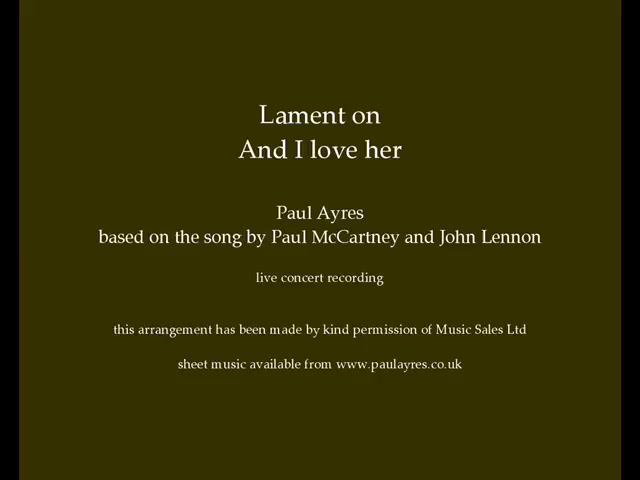 Lament on
And I love her
Paul Ayres
based on the song by Paul McCartney and John Lennon
live concert recording
this arrangement has been made by kind permission of Music Sales Ltd
sheet music available from www.paulayres.co.uk